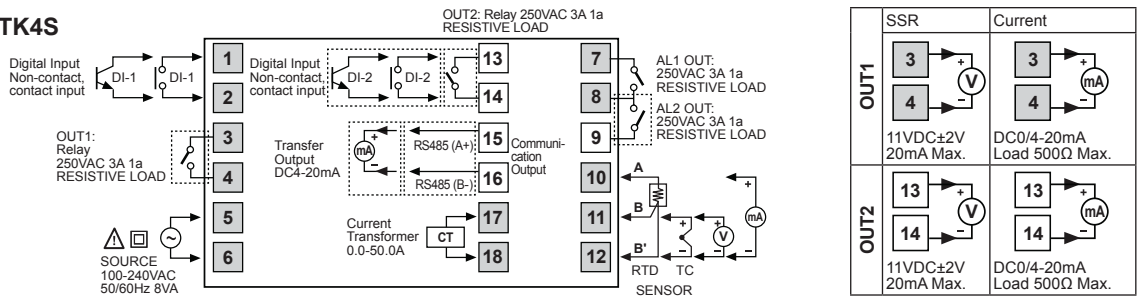 TK4S
OUT2: Relay 250VAC 3A 1a
RESISTIVE LOAD
Digital Input
Non-contact,
contact input
DI-1
DI-1
1
2
OUT1:
Relay
250VAC 3A 1a
RESISTIVE LOAD
3
4
SOURCE
100-240VAC
50/60Hz 8VA
5
6
Digital Input
Non-contact
contact input
DI-2
DI-2
13
14
Transfer
Output
DC4-20mA
mA
+
−
RS485 (A+)
RS485 (B-)
15
16
Communi-
cation
Output
Current
Transformer
0.0-50.0A
CT
17
18
7
8
9
AL1 OUT:
250VAC 3A 1a
RESISTIVE LOAD
AL2 OUT:
250VAC 3A 1a
RESISTIVE LOAD
10
11
12
A
B
B'
+
−
+
V
−
+
mA
−
RTD TC
SENSOR
SSR Current
OUT1
3
4
+
V
−
11VDC±2V
20mA Max.
3
4
+
mA
−
DC0/4-20mA
Load 500Ω Max.
OUT2
13
14
+
V
−
11VDC±2V
20mA Max.
13
14
+
mA
−
DC0/4-20mA
Load 500Ω Max.